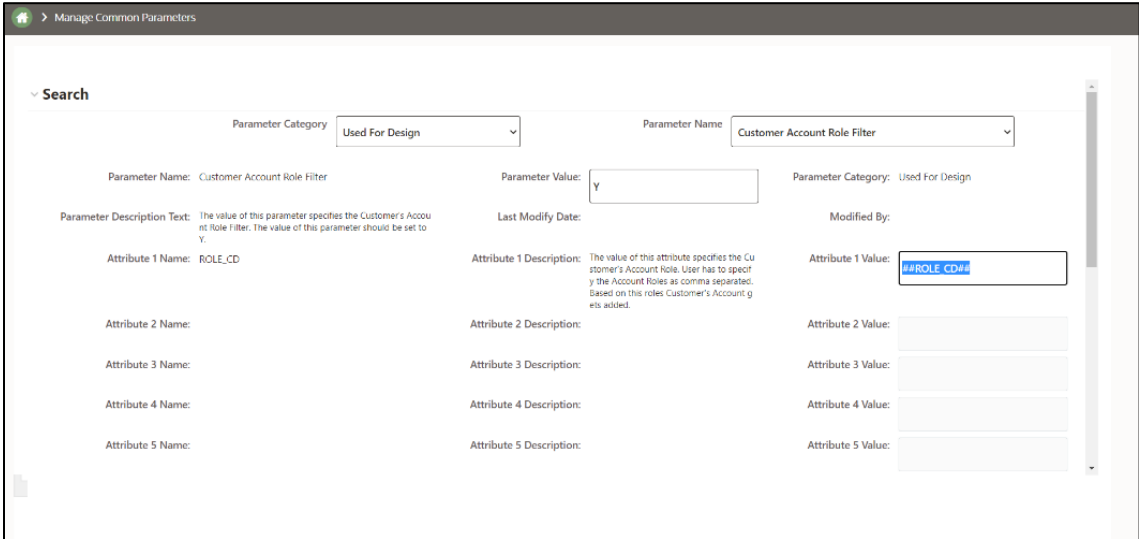 > Manage Common Parameters
Search
Parameter Category Used For Design Parameter Name Customer Account Role Filter
Parameter Name: Customer Account Role Filter Parameter Value: Y Parameter Category: Used For Design
Parameter Description Text: The value of this parameter specifies the Customer's Accou
nt Role Filter. The value of this parameter should be set to
Y.
Last Modify Date: Modified By:
Attribute 1 Name: ROLE_CD Attribute 1 Description: The value of this attribute specifies the Cu
stomer's Account Role. User has to specif
y the Account Roles as comma separated.
Based on this roles Customer's Account g
ets added.
Attribute 1 Value: ##ROLE_CD##
Attribute 2 Name: Attribute 2 Description: Attribute 2 Value:
Attribute 3 Name: Attribute 3 Description: Attribute 3 Value:
Attribute 4 Name: Attribute 4 Description: Attribute 4 Value:
Attribute 5 Name: Attribute 5 Description: Attribute 5 Value: